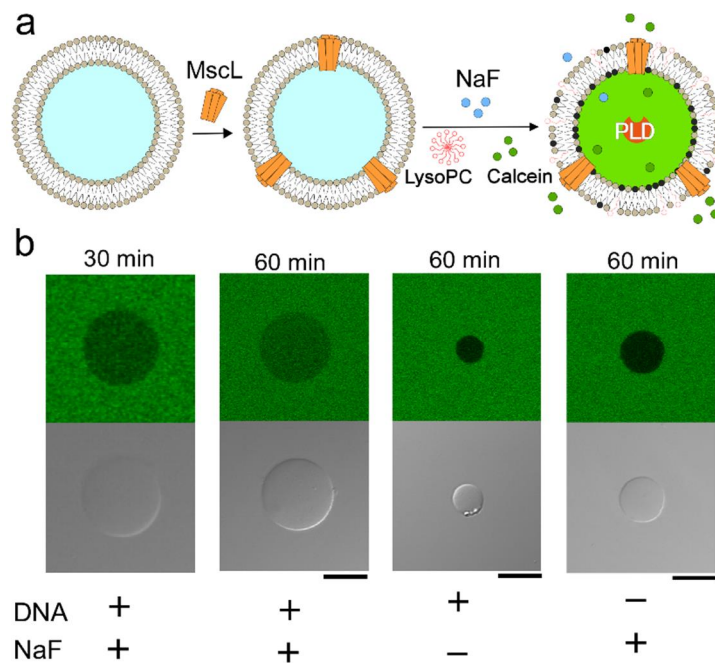 a
MscL
NaF
LysoPC
Calcein
PLD
b
30 min 60 min 60 min 60 min
DNA + + + −
NaF + + − +